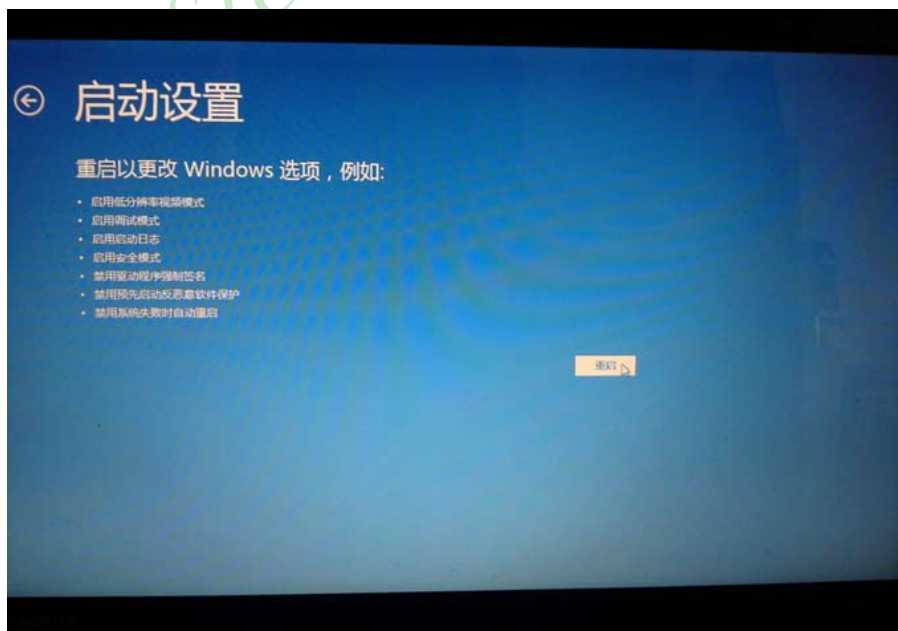 启动设置
重启以更改 Windows 选项，例如:
• 启用低分辨率视频模式
• 启用调试模式
• 启用启动日志
• 启用安全模式
• 禁用驱动程序强制签名
• 禁用预先启动反恶意软件保护
• 禁用系统失败时自动重启
重启